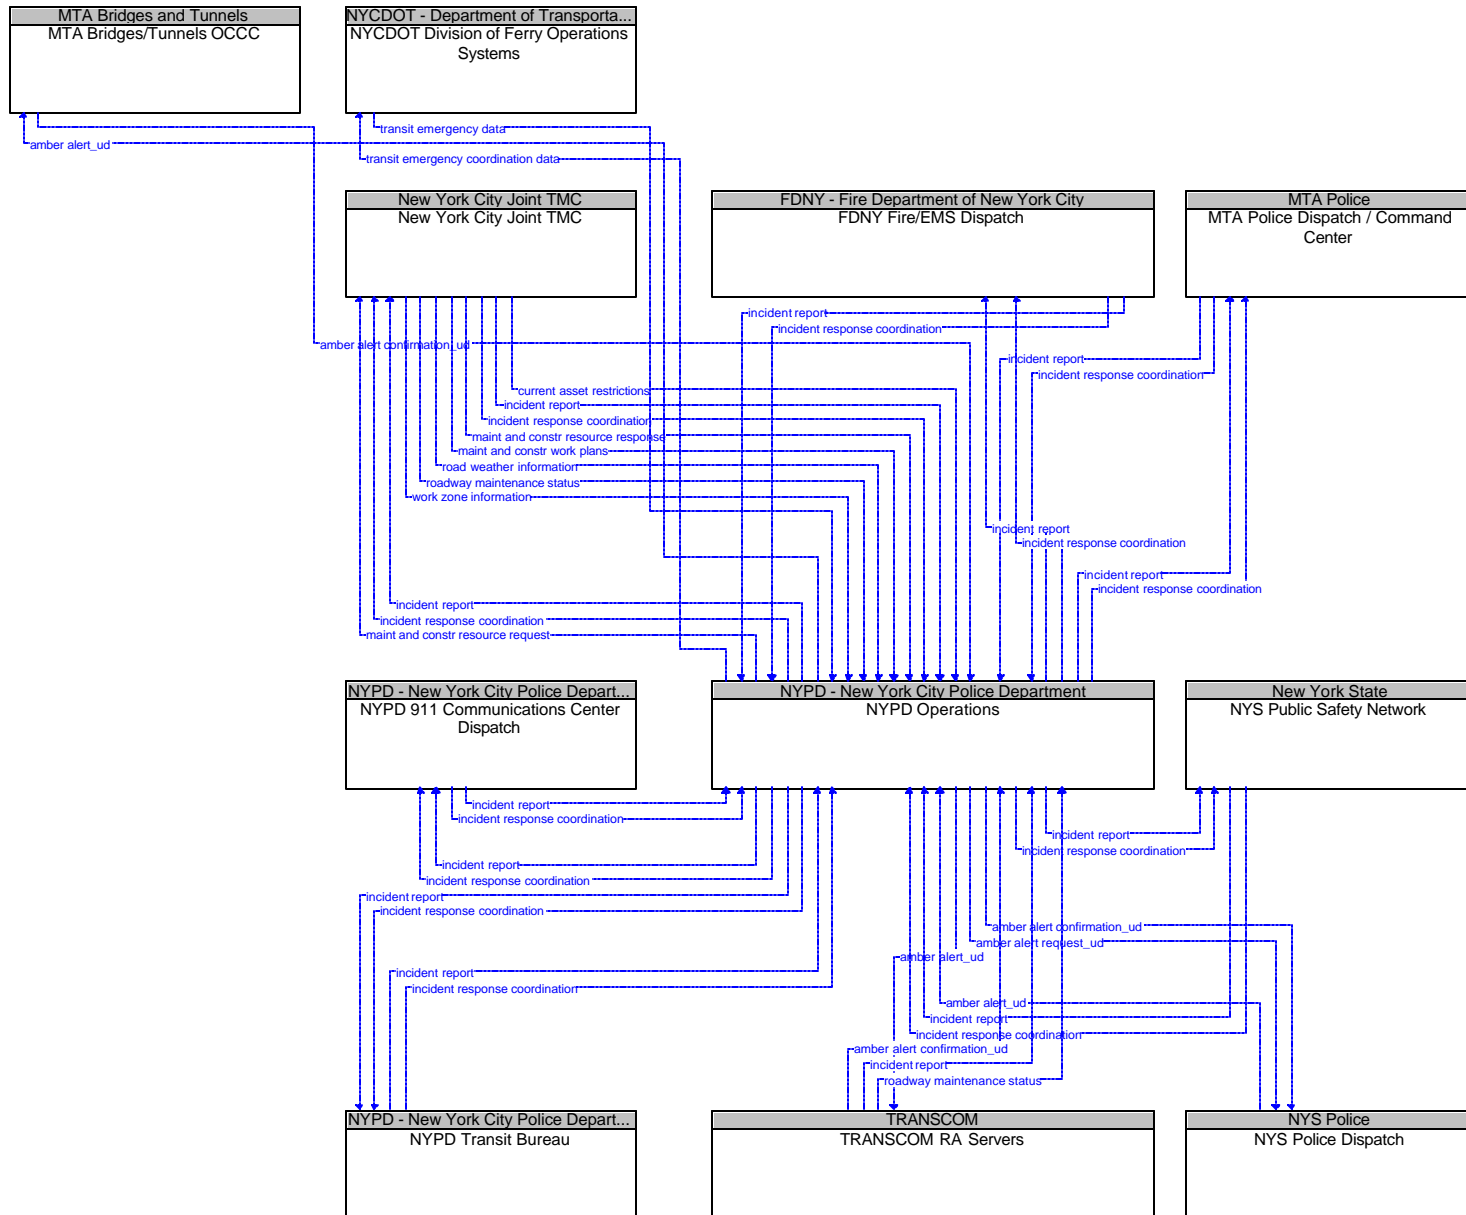 MTA Bridges and Tunnels
MTA Bridges/Tunnels OCCC
NYCDOT - Department of Transporta...
NYCDOT Division of Ferry Operations
Systems
transit emergency data
amber alert_ud
transit emergency coordination data
New York City Joint TMC
New York City Joint TMC
FDNY - Fire Department of New York City
FDNY Fire/EMS Dispatch
MTA Police
MTA Police Dispatch / Command
Center
incident report
incident response coordination
amber alert confirmation_ud
incident report
incident response coordination
current asset restrictions
incident report
incident response coordination
maint and constr resource response
maint and constr work plans
road weather information
roadway maintenance status
work zone information
incident report
incident response coordination
incident report
incident response coordination
incident report
incident response coordination
maint and constr resource request
NYPD - New York City Police Depart...
NYPD 911 Communications Center
Dispatch
NYPD - New York City Police Department
NYPD Operations
New York State
NYS Public Safety Network
incident report
incident response coordination
incident report
incident response coordination
incident report
incident response coordination
incident report
incident response coordination
amber alert confirmation_ud
amber alert request_ud
amber alert_ud
incident report
incident response coordination
amber alert_ud
incident report
incident response coordination
amber alert confirmation_ud
incident report
roadway maintenance status
NYPD - New York City Police Depart...
NYPD Transit Bureau
TRANSCOM
TRANSCOM RA Servers
NYS Police
NYS Police Dispatch